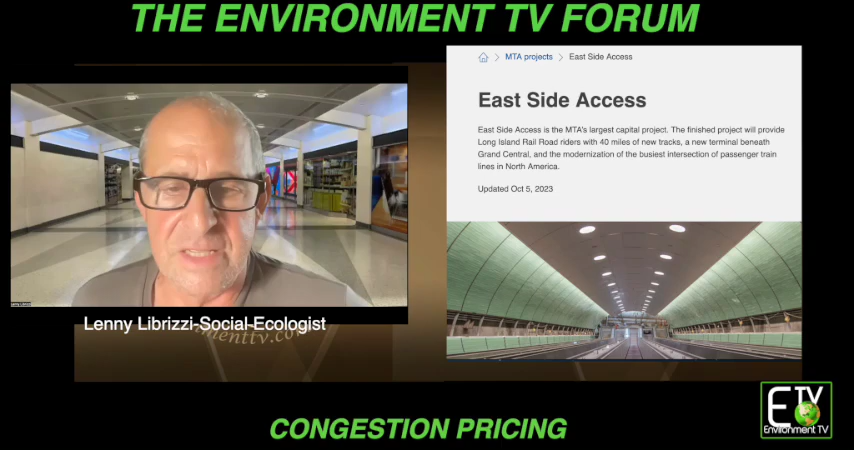 THE ENVIRONMENT TV FORUM
MTA projects
East Side Access
East Side Access
East Side Access is the MTA's largest capital project. The finished project will provide
Long Island Rail Road riders with 40 miles of new tracks, a new terminal beneath
Grand Central, and the modernization of the busiest intersection of passenger train
lines in North America.
Updated Oct 5, 2023
Lenny Librizzi-Social-Ecologist
CONGESTION PRICING
ETV
Environment TV